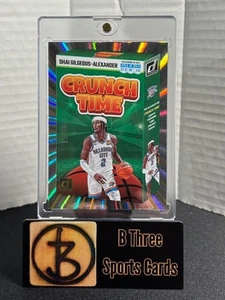 SHAI GILGEOUS-ALEXANDER
CRUNCH
TIME
OKLAHOMA
CITY
2
B Three
Sports Cards